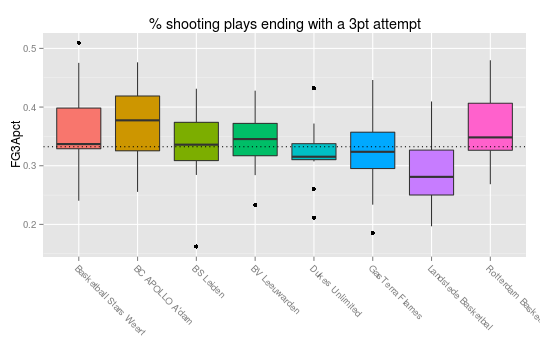 % shooting plays ending with a 3pt attempt
FG3Apct
0.5
0.4
0.3
0.2
Basketball Stars Weert
BC APOLLO A'dam
BS Leiden
BV Leeuwarden
Dukes Unlimited
GasTerra Flames
Landstede Basketbal
Rotterdam Baske